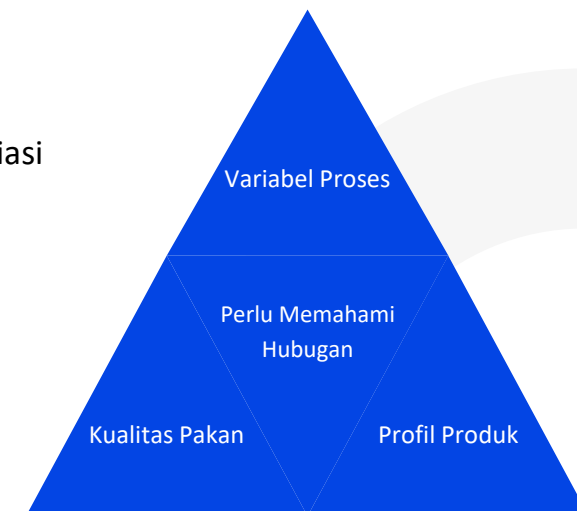 iasi
Variabel Proses
Perlu Memahami
Hubugan
Kualitas Pakan
Profil Produk